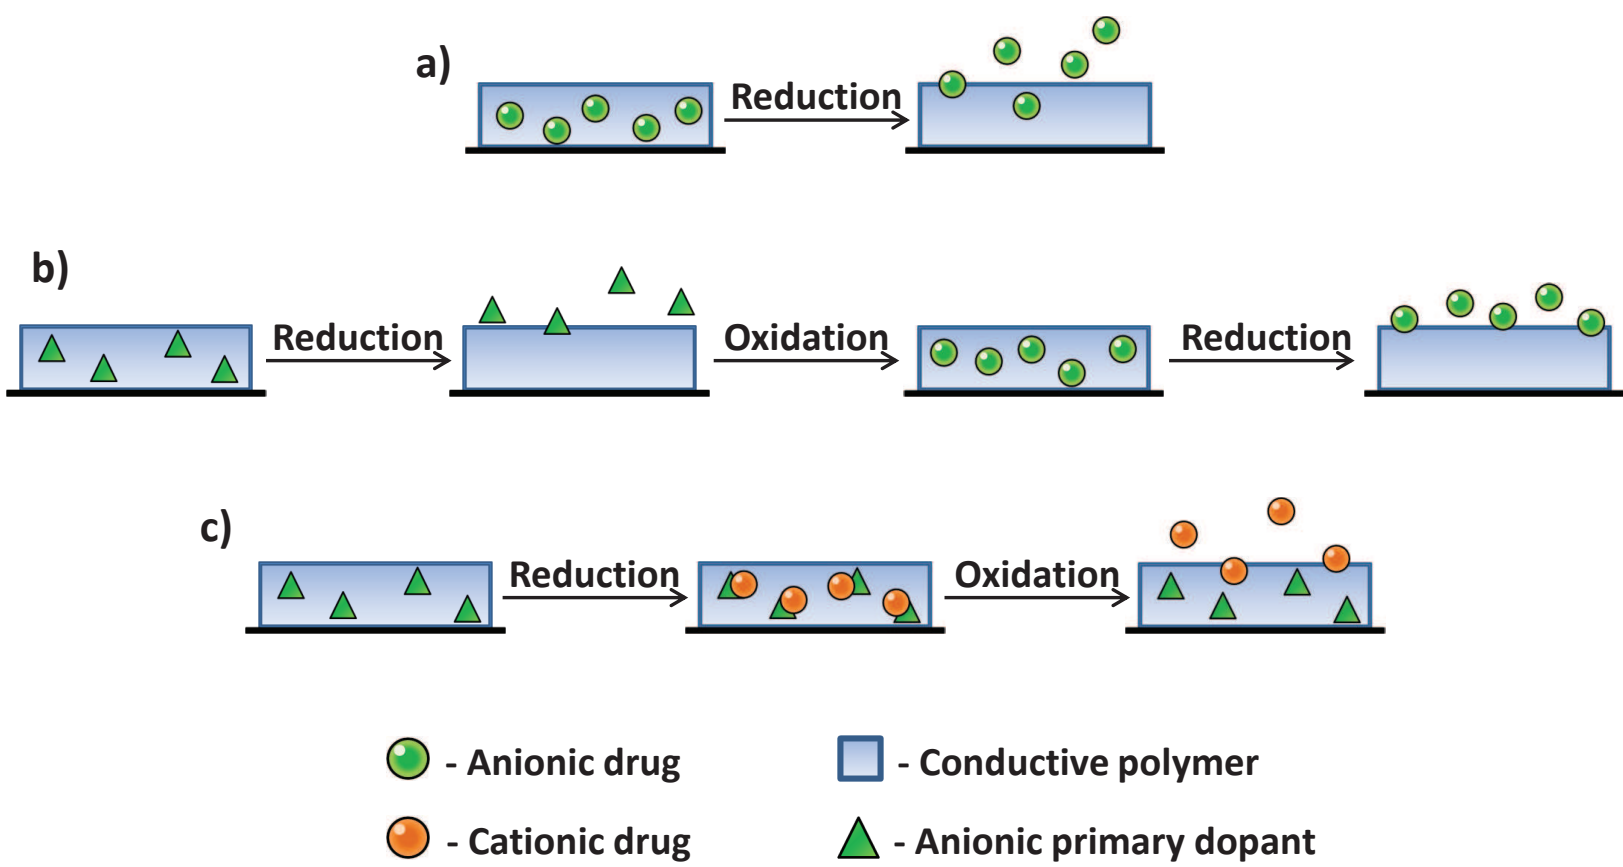 a)
Reduction
b)
Reduction Oxidation Reduction
c)
Reduction Oxidation
- Anionic drug - Conductive polymer
- Cationic drug - Anionic primary dopant